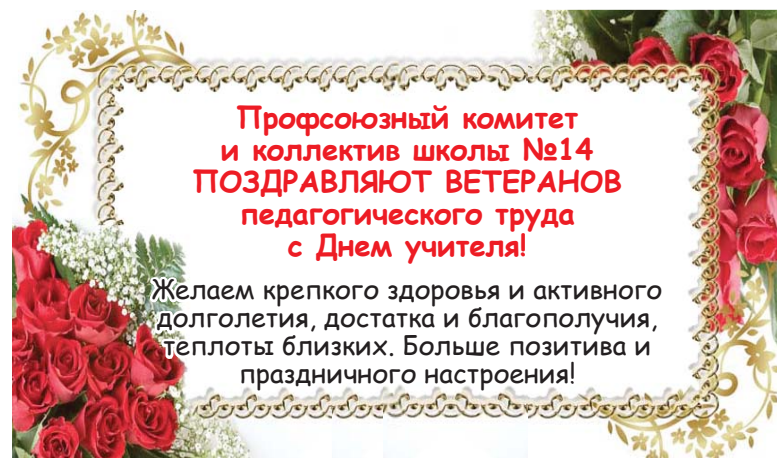 Профсоюзный комитет
и коллектив школы №14
ПОЗДРАВЛЯЮТ ВЕТЕРАНОВ
педагогического труда
с Днем учителя!
Желаем крепкого здоровья и активного
долголетия, достатка и благополучия,
теплоты близких. Больше позитива и
праздничного настроения!